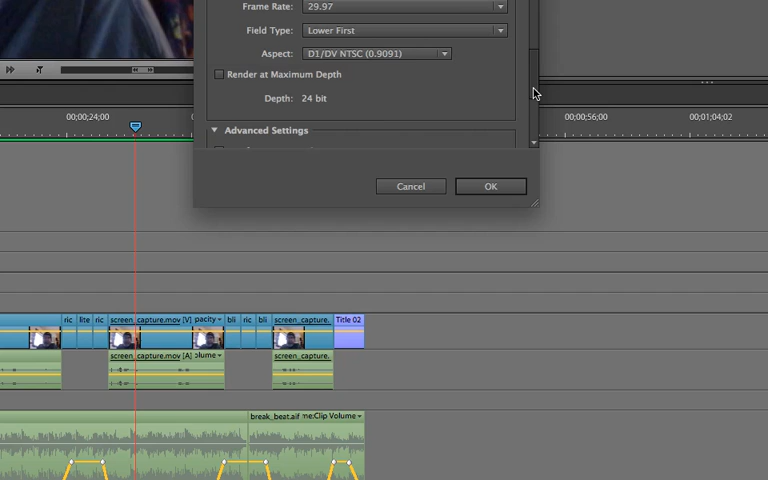 Frame Rate: 29.97
Field Type: Lower First
Aspect: D1/DV NTSC (0.9091)
Render at Maximum Depth
Depth: 24 bit
00;00;24;00
00;00;56;00
00;01;04;02
Advanced Settings
Cancel
OK
ric
lite
ric
screen_capture.mov [V] pacity
bli
ric
bli
screen_capture.
Title 02
screen_capture.mov [A] olume
screen_capture.
break_beat.aif me:Clip Volume